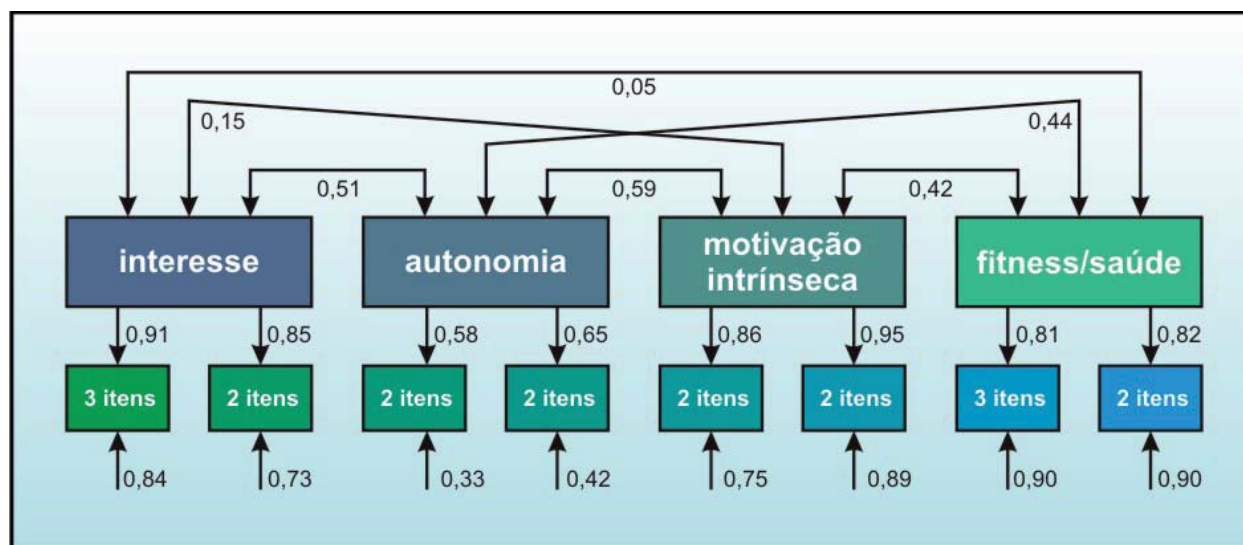 0,05
0,15
0,44
0,51
0,59
0,42
interesse
autonomia
motivação
intrínseca
fitness/saúde
0,91
0,85
0,58
0,65
0,86
0,95
0,81
0,82
3 itens
2 itens
2 itens
2 itens
2 itens
2 itens
3 itens
2 itens
0,84
0,73
0,33
0,42
0,75
0,89
0,90
0,90